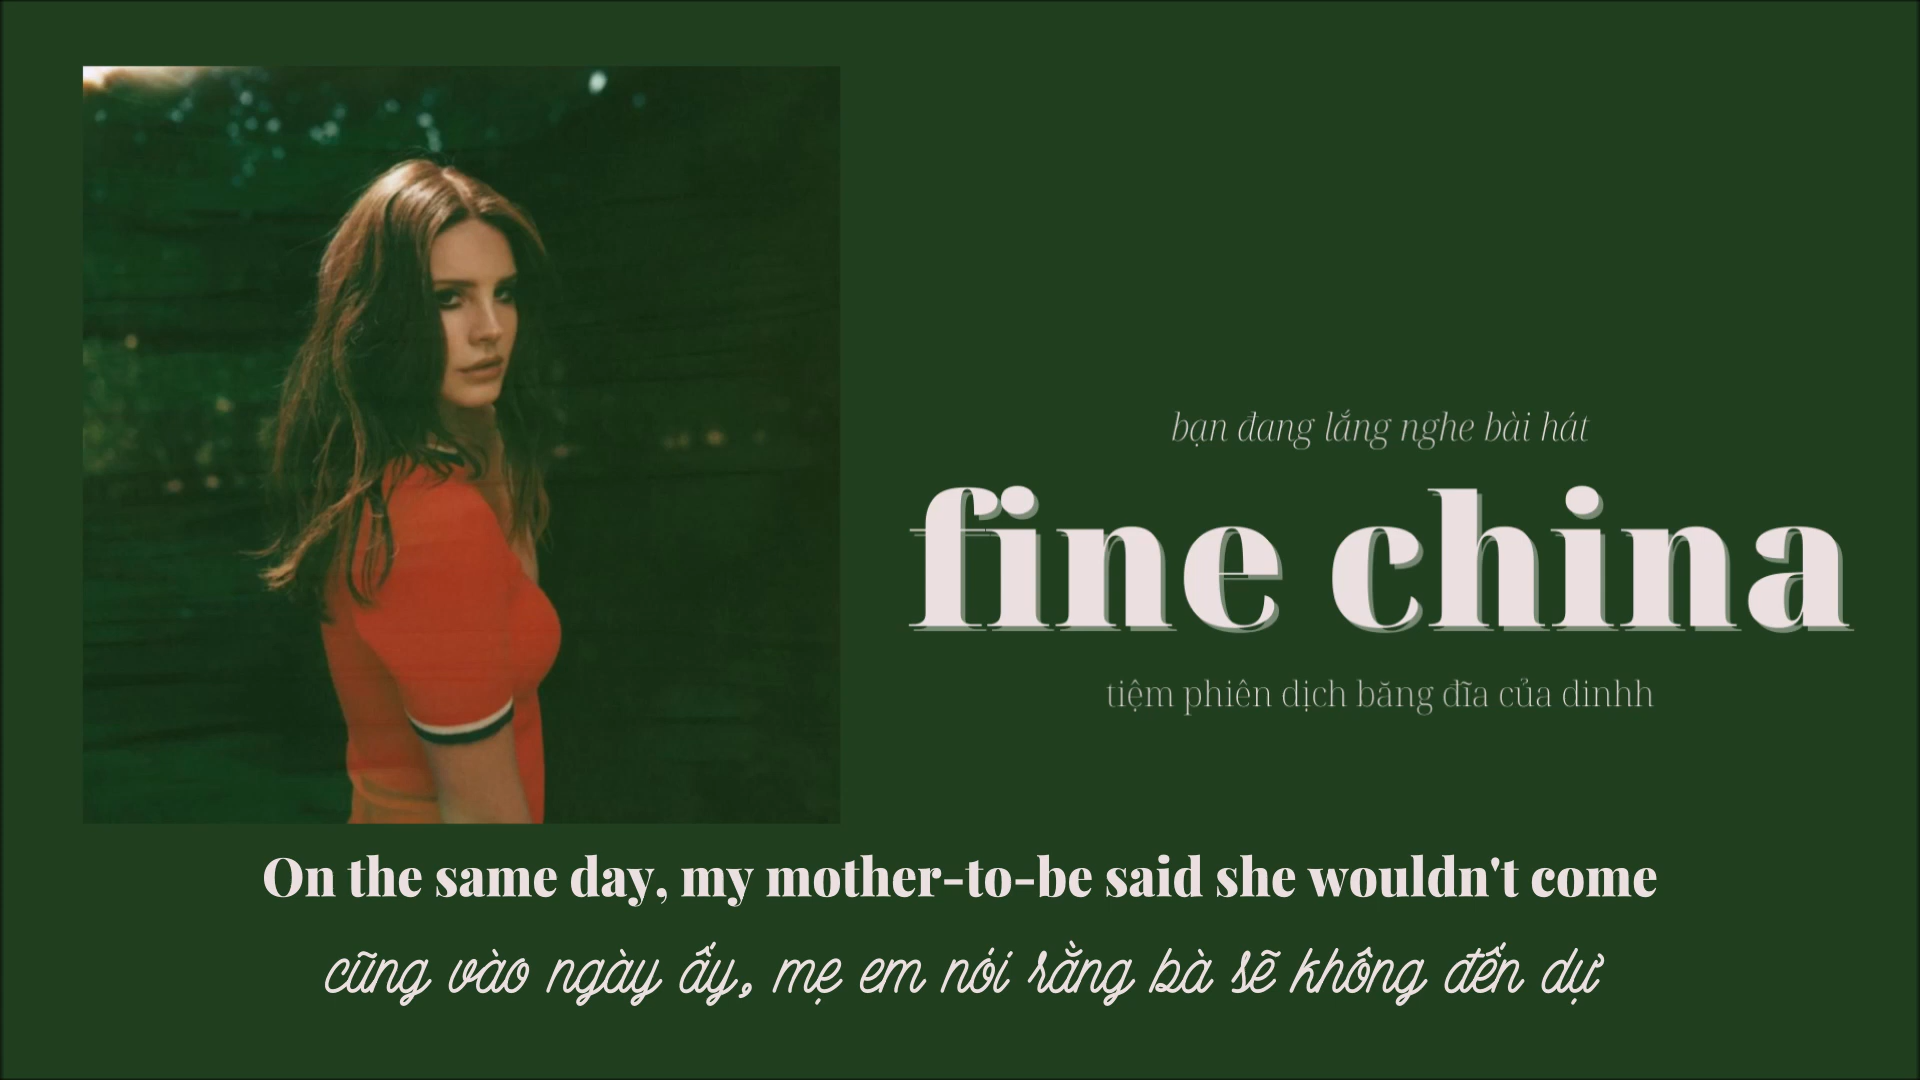 bạn đang lắng nghe bài hát
fine china
tiệm phiên dịch băng đĩa của dinhh
On the same day, my mother-to-be said she wouldn't come
cũng vào ngày ấy, mẹ em nói rằng bà sẽ không đến dự